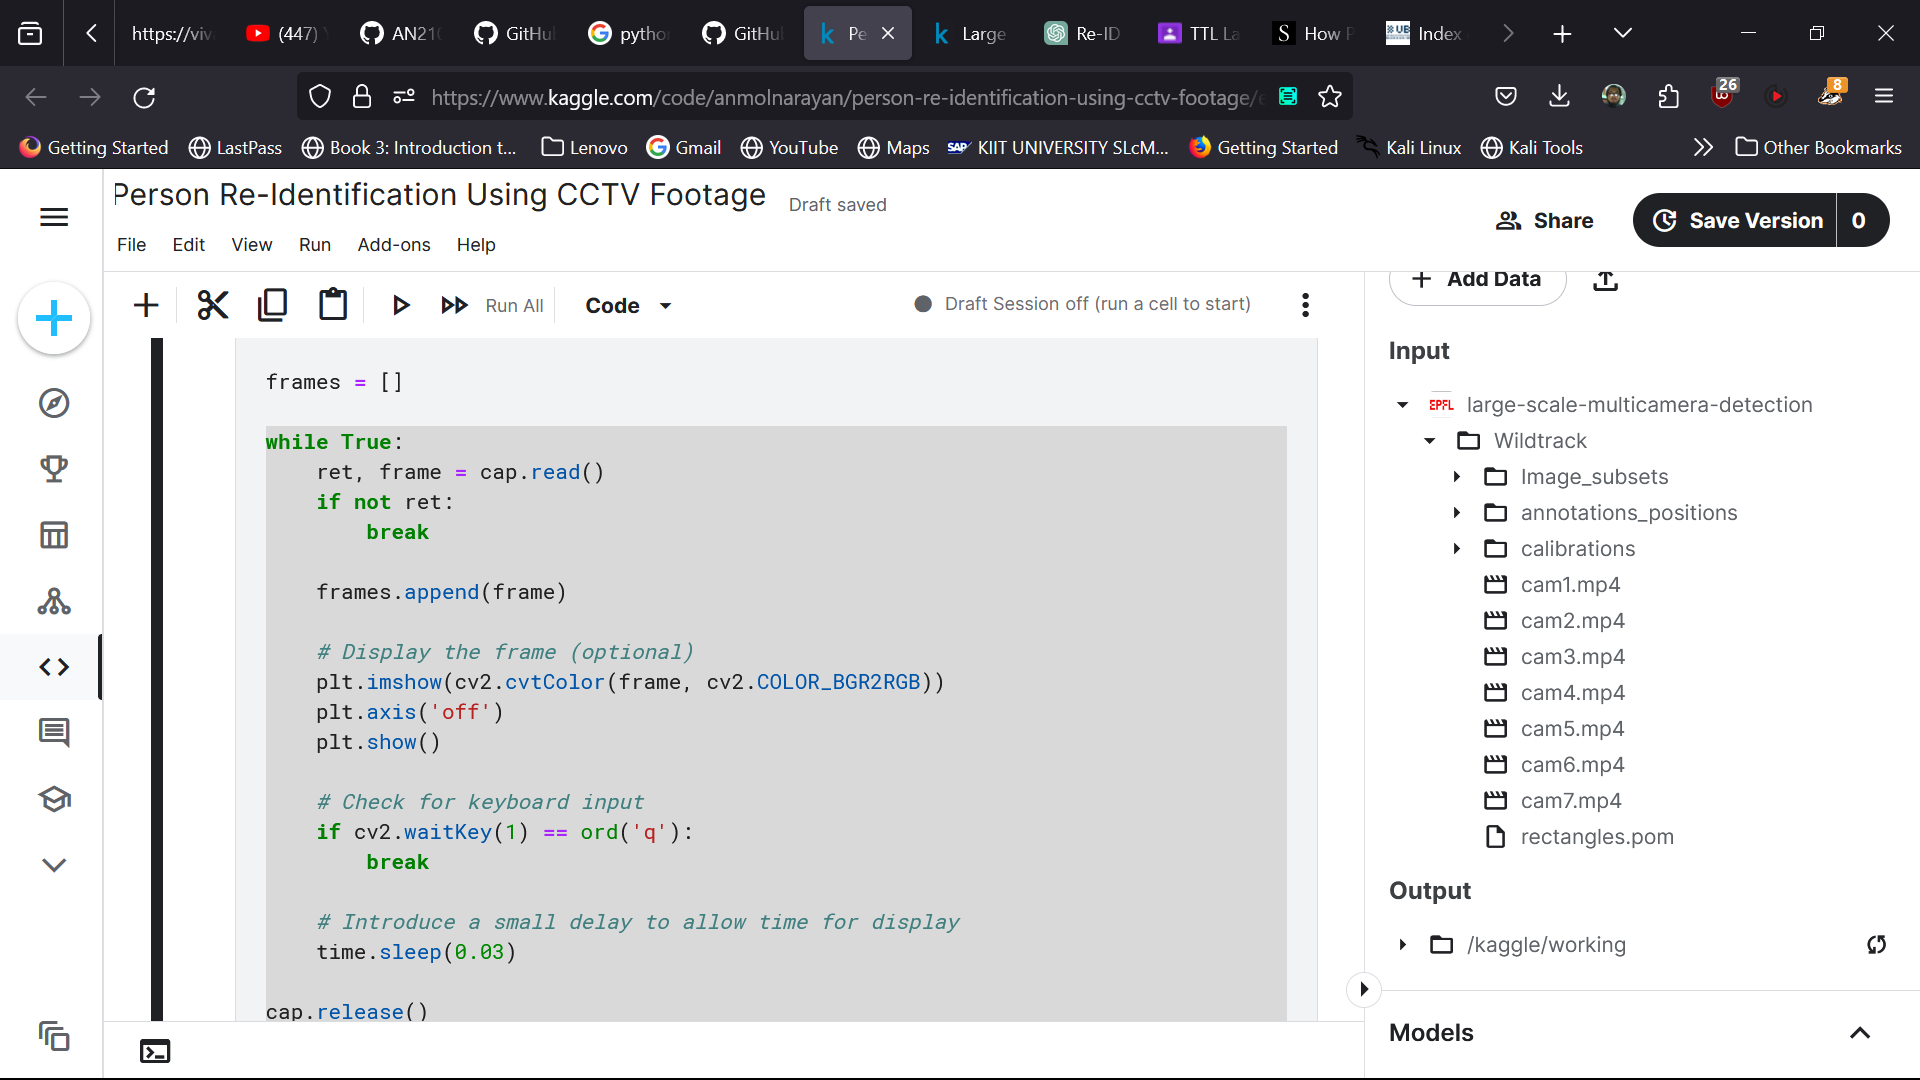 https://viv
(447)
AN210
GitHu
pytho
GitHu
Pe
Large
Re-ID
TTL La
How P
Index
https://www.kaggle.com/code/anmolnarayan/person-re-identification-using-cctv-footage/e
26
8
Getting Started
LastPass
Book 3: Introduction t...
Lenovo
Gmail
YouTube
Maps
SAP KIIT UNIVERSITY SLcM...
Getting Started
Kali Linux
Kali Tools
Other Bookmarks
Person Re-Identification Using CCTV Footage
Draft saved
Share
Save Version
0
File
Edit
View
Run
Add-ons
Help
Run All
Code
Draft Session off (run a cell to start)
frames = []
while True:
    ret, frame = cap.read()
    if not ret:
        break
    frames.append(frame)
    # Display the frame (optional)
    plt.imshow(cv2.cvtColor(frame, cv2.COLOR_BGR2RGB))
    plt.axis('off')
    plt.show()
    # Check for keyboard input
    if cv2.waitKey(1) == ord('q'):
        break
    # Introduce a small delay to allow time for display
    time.sleep(0.03)
cap.release()
Add Data
Input
EPFL large-scale-multicamera-detection
Wildtrack
Image_subsets
annotations_positions
calibrations
cam1.mp4
cam2.mp4
cam3.mp4
cam4.mp4
cam5.mp4
cam6.mp4
cam7.mp4
rectangles.pom
Output
/kaggle/working
Models